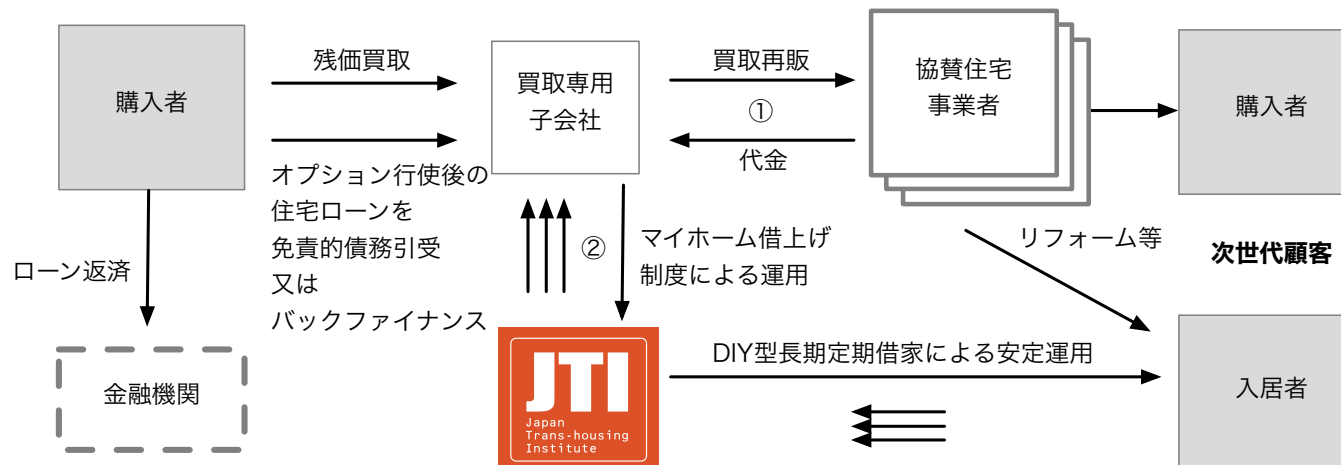 購入者
残価買取
買取専用
子会社
買取再販
①
代金
協賛住宅
事業者
購入者
オプション行使後の
住宅ローンを
免責的債務引受
又は
バックファイナンス
ローン返済
②
マイホーム借上げ
制度による運用
リフォーム等
次世代顧客
金融機関
JTI
Japan
Trans-housing
Institute
DIY型長期定期借家による安定運用
入居者